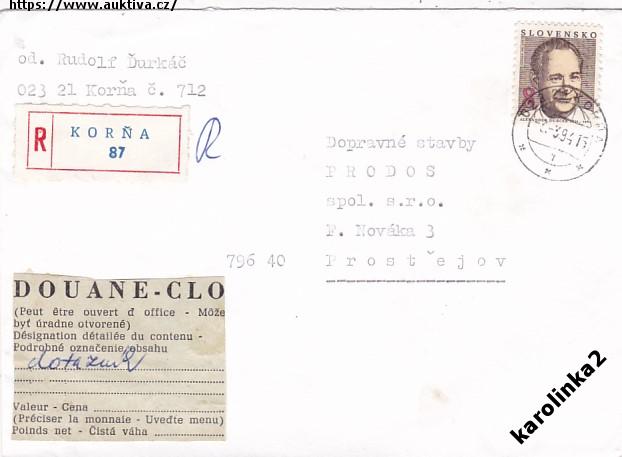 https://www.auktiva.cz/
od. Rudolf Ďurkáč
023 21 Korňa č. 712
R
KORŇA
87
R
SLOVENSKO
8
Dopravné stavby
PRODOS
spol. s.r.o.
F. Nováka 3
796 40 Prostějov
DOUANE-CLO
(Peut être ouvert ď office - Môže
byť úradne otvorené)
Désignation détaillée du contenu -
Podrobné označenie obsahu
dotazník
Valeur - Cena
(Préciser la monnaie - Uveďte menu)
Poinds net - Čistá váha
karolinka2